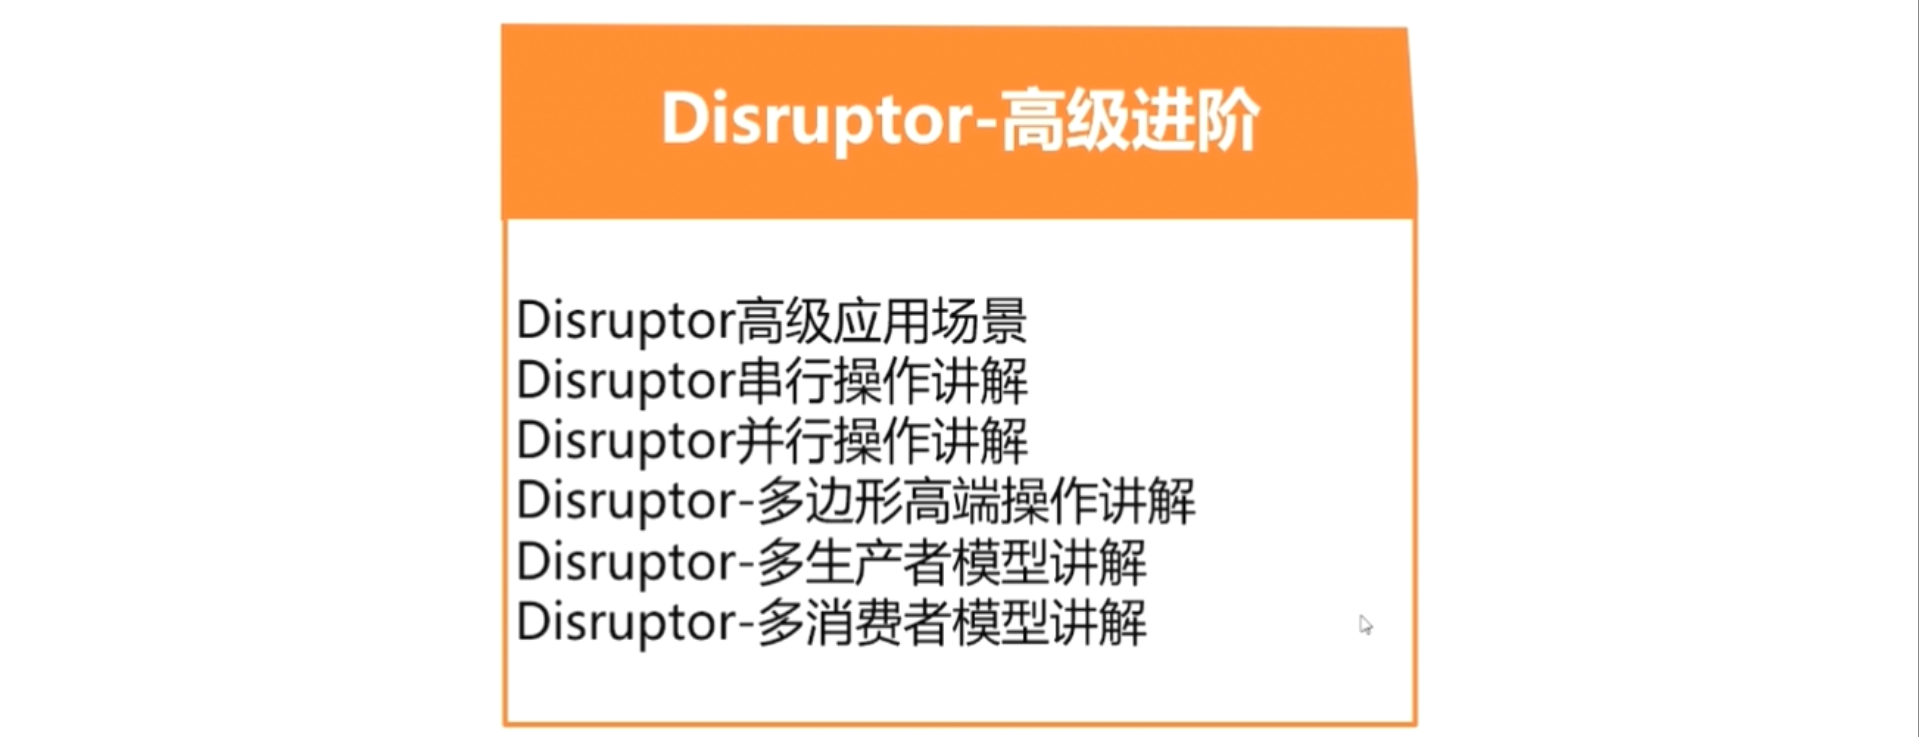 Disruptor-高级进阶
Disruptor高级应用场景
Disruptor串行操作讲解
Disruptor并行操作讲解
Disruptor-多边形高端操作讲解
Disruptor-多生产者模型讲解
Disruptor-多消费者模型讲解